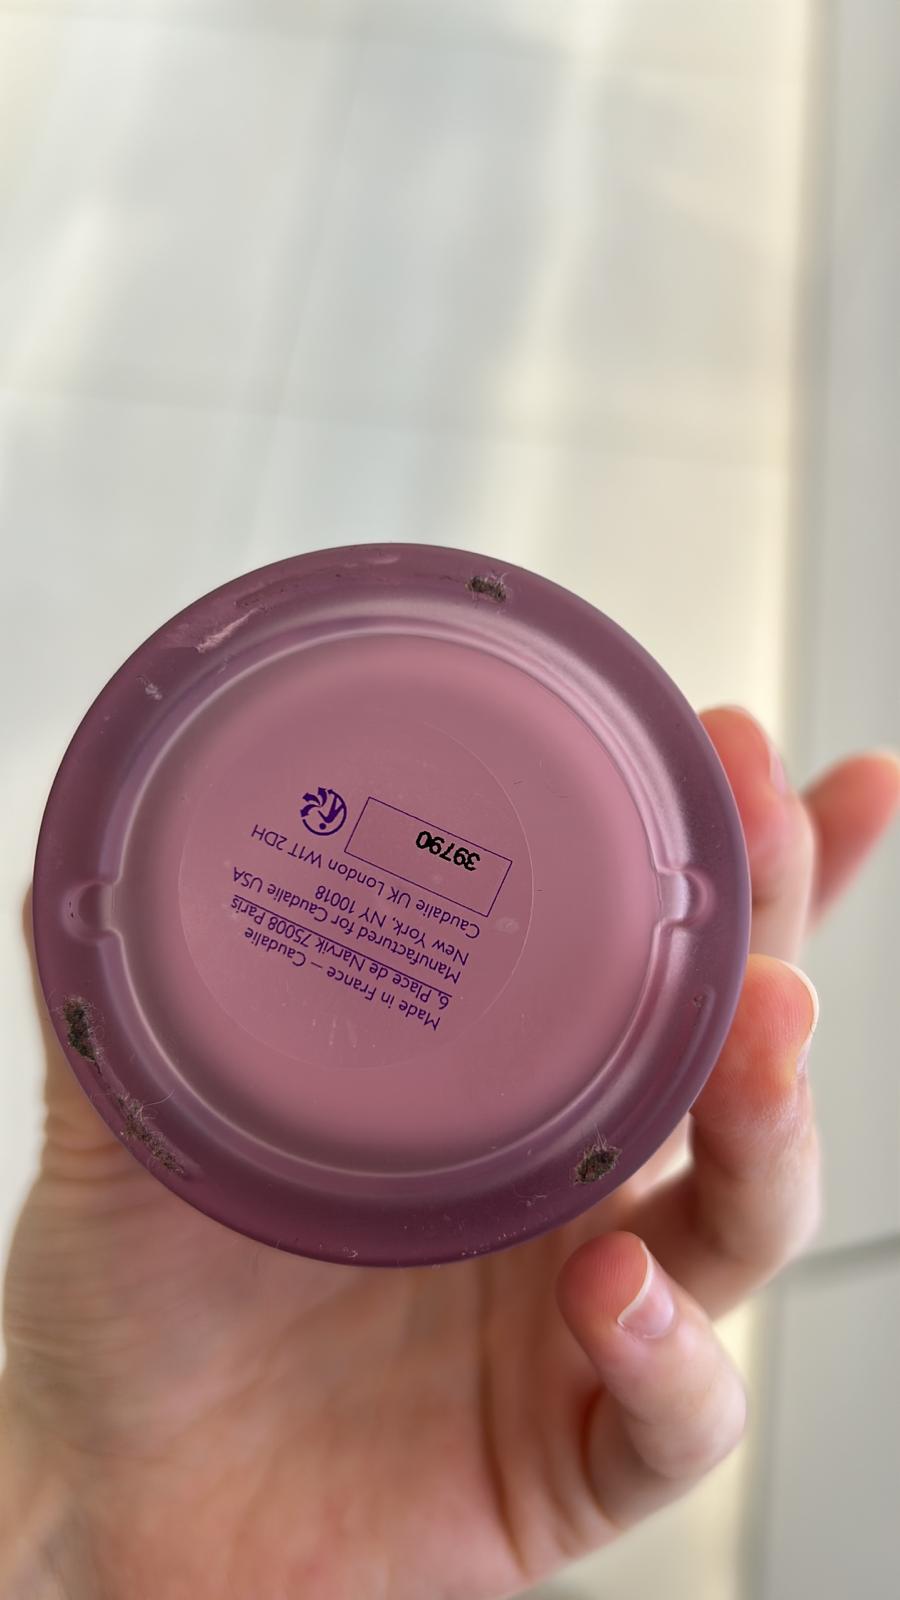 Made in France – Caudalie
6, Place de Narvik 75008 Paris
Manufactured for Caudalie USA
New York, NY 10018
Caudalie UK London W1T 2DH
39790